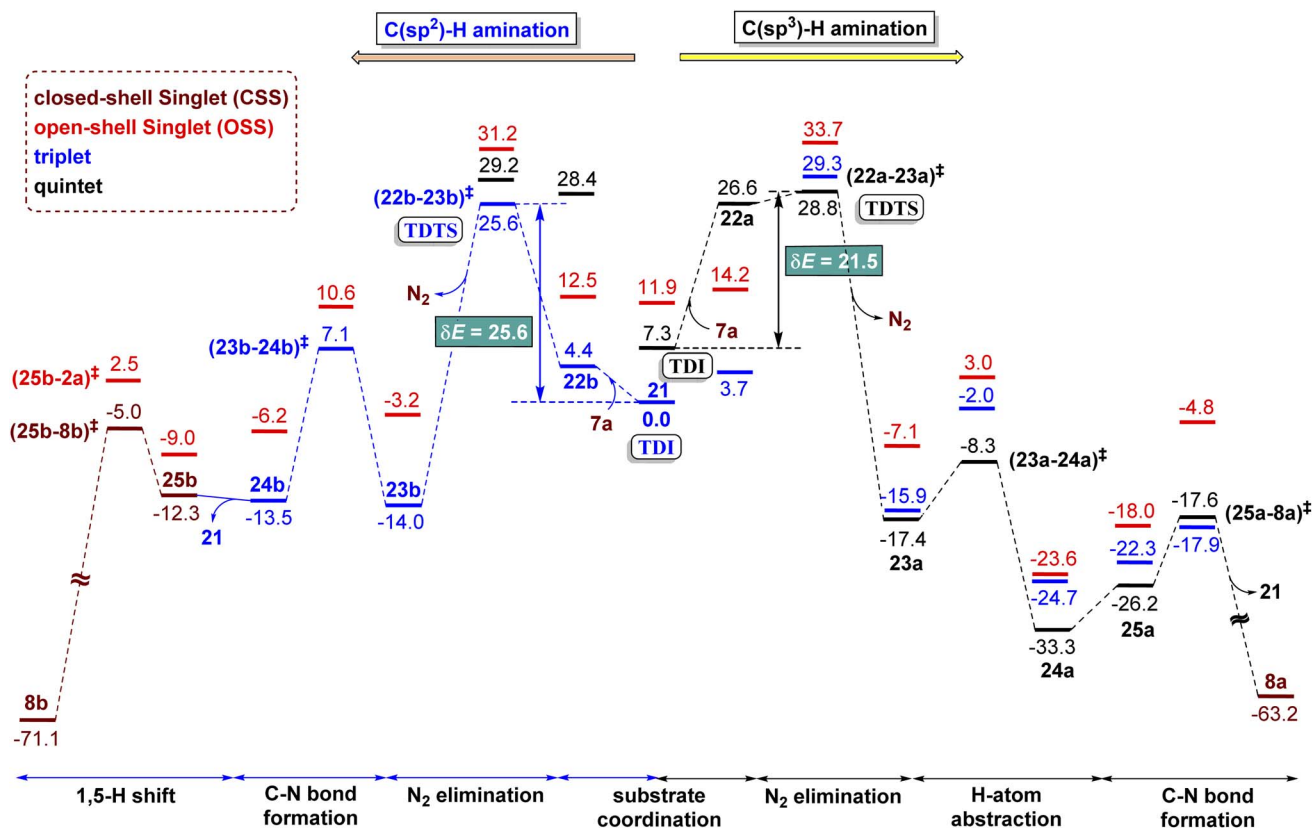 C(sp²)-H amination
C(sp³)-H amination
closed-shell Singlet (CSS)
open-shell Singlet (OSS)
triplet
quintet
31.2
29.2
(22b-23b)‡
TDTS
25.6
28.4
N₂
δE = 25.6
12.5
4.4
22b
7a
11.9
7.3
TDI
21
0.0
TDI
33.7
29.3
(22a-23a)‡
28.8
TDTS
26.6
22a
δE = 21.5
14.2
7a
3.7
N₂
10.6
7.1
(23b-24b)‡
(25b-2a)‡
2.5
(25b-8b)‡
-5.0
-9.0
25b
-12.3
21
-6.2
24b
-13.5
-3.2
23b
-14.0
8b
-71.1
-7.1
-15.9
-17.4
23a
3.0
-2.0
-8.3
(23a-24a)‡
-23.6
-24.7
-33.3
24a
-18.0
-22.3
-26.2
25a
-4.8
-17.6
-17.9
(25a-8a)‡
21
8a
-63.2
1,5-H shift
C-N bond
formation
N₂ elimination
substrate
coordination
N₂ elimination
H-atom
abstraction
C-N bond
formation